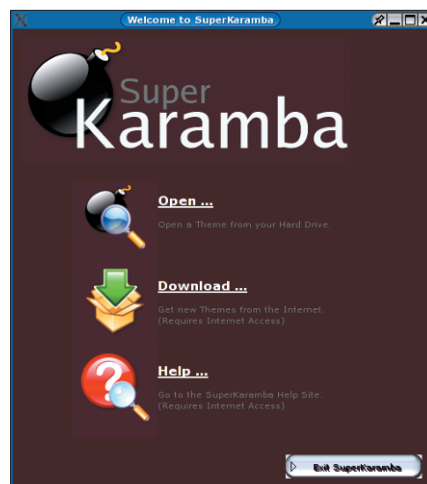 Welcome to SuperKaramba
Super
Karamba
Open ...
Open a Theme from your Hard Drive.
Download ...
Get new Themes from the Internet.
(Requires Internet Access)
Help ...
Go to the SuperKaramba Help Site.
(Requires Internet Access)
Exit SuperKaramba